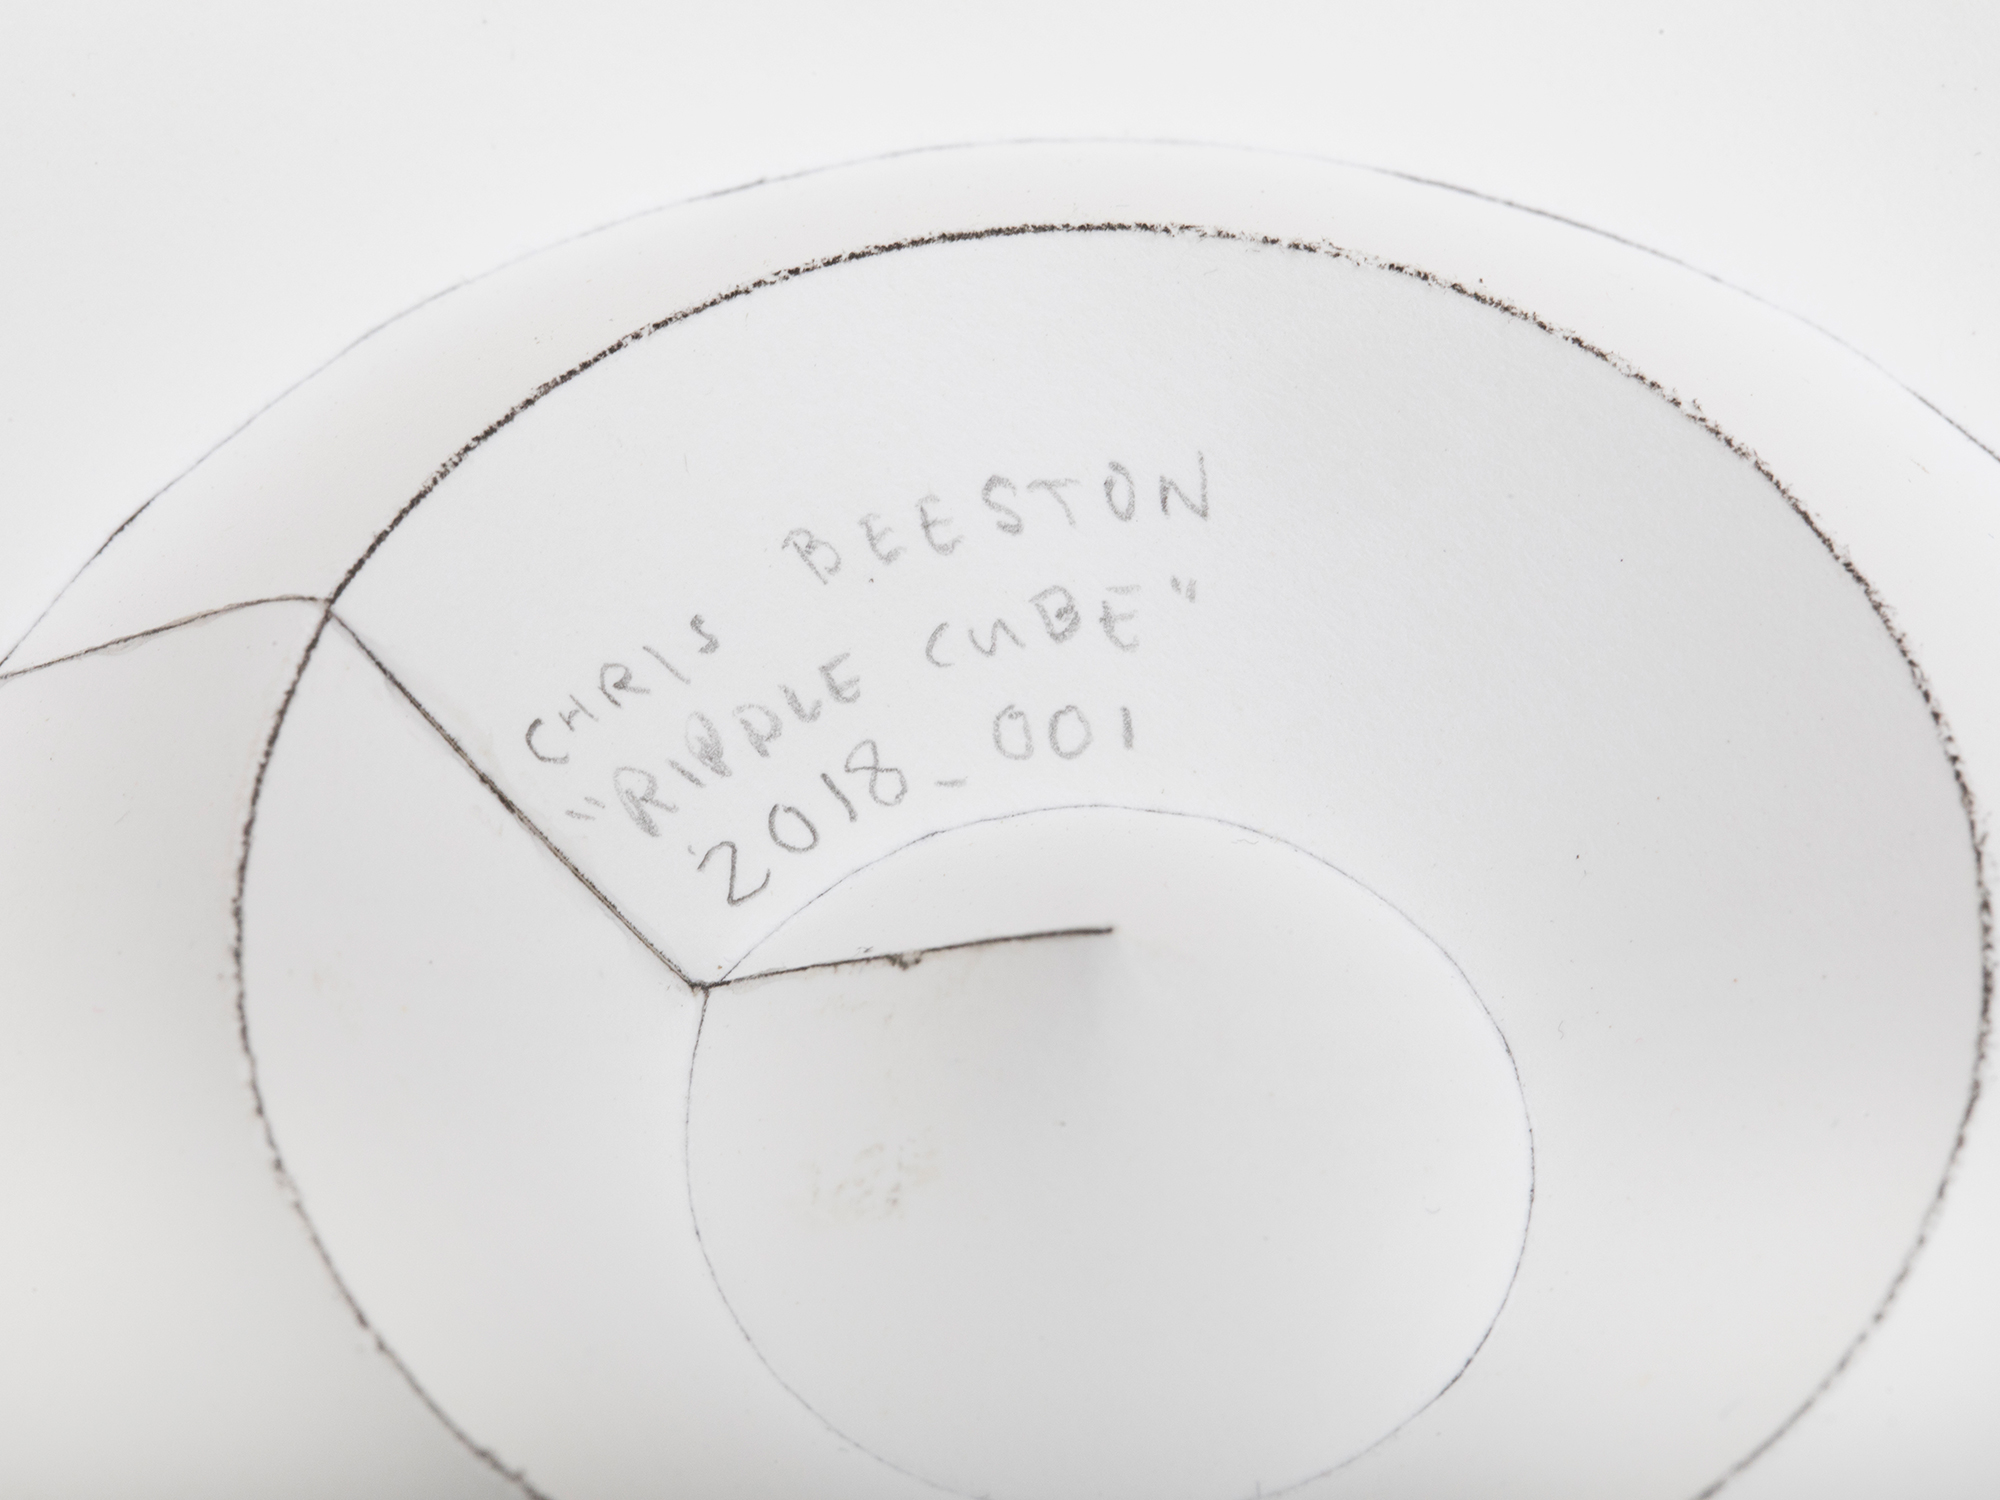 CHRIS BEESTON
"RIPPLE CUBE"
2018_001